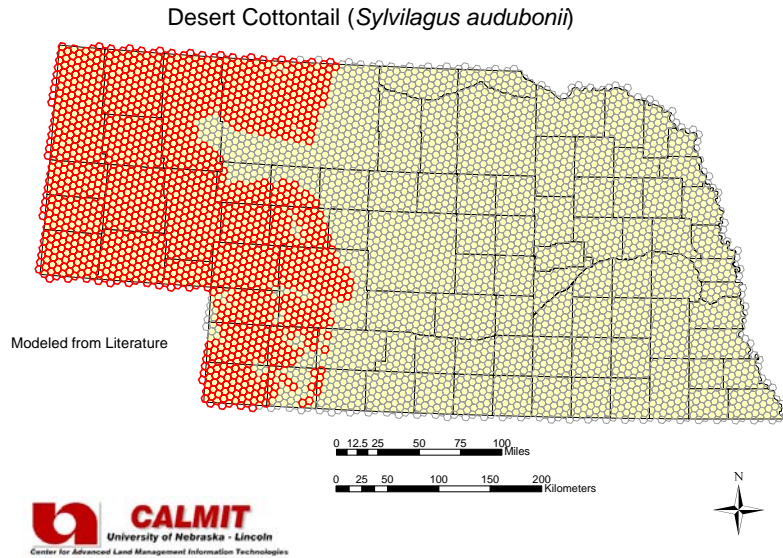 Desert Cottontail (Sylvilagus audubonii)
Modeled from Literature
0 12.5 25 50 75 100
Miles
0 25 50 100 150 200
Kilometers
N
CALMIT
University of Nebraska - Lincoln
Center for Advanced Land Management Information Technologies